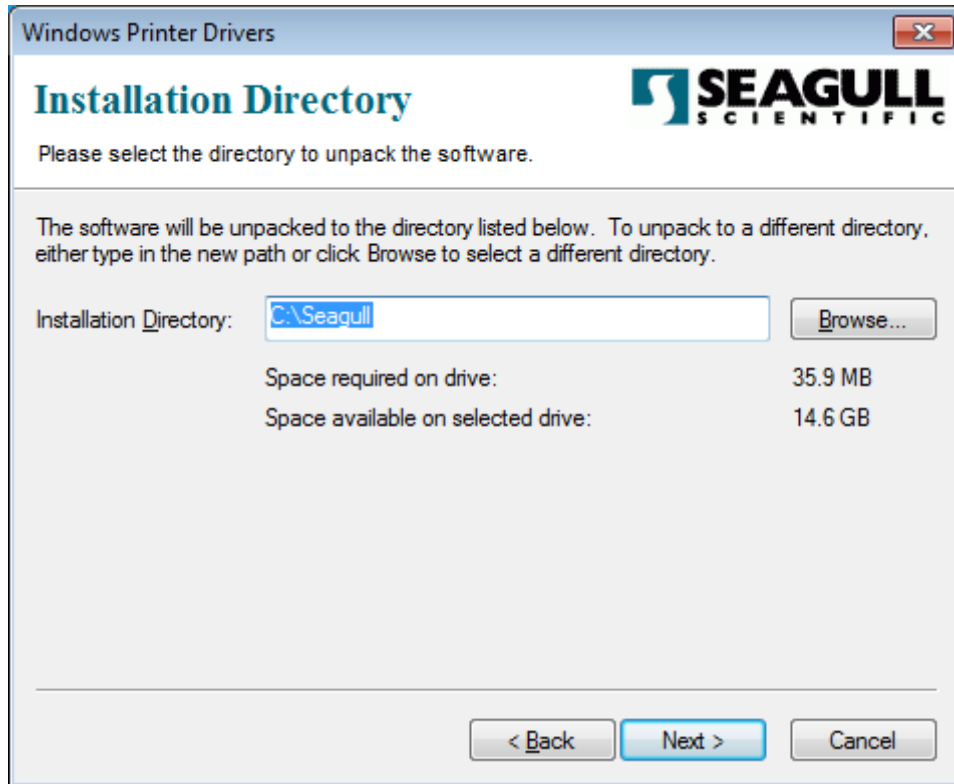 Windows Printer Drivers
Installation Directory
SEAGULL
SCIENTIFIC
Please select the directory to unpack the software.
The software will be unpacked to the directory listed below.  To unpack to a different directory,
either type in the new path or click Browse to select a different directory.
Installation Directory: C:\Seagull Browse...
Space required on drive: 35.9 MB
Space available on selected drive: 14.6 GB
< Back Next > Cancel